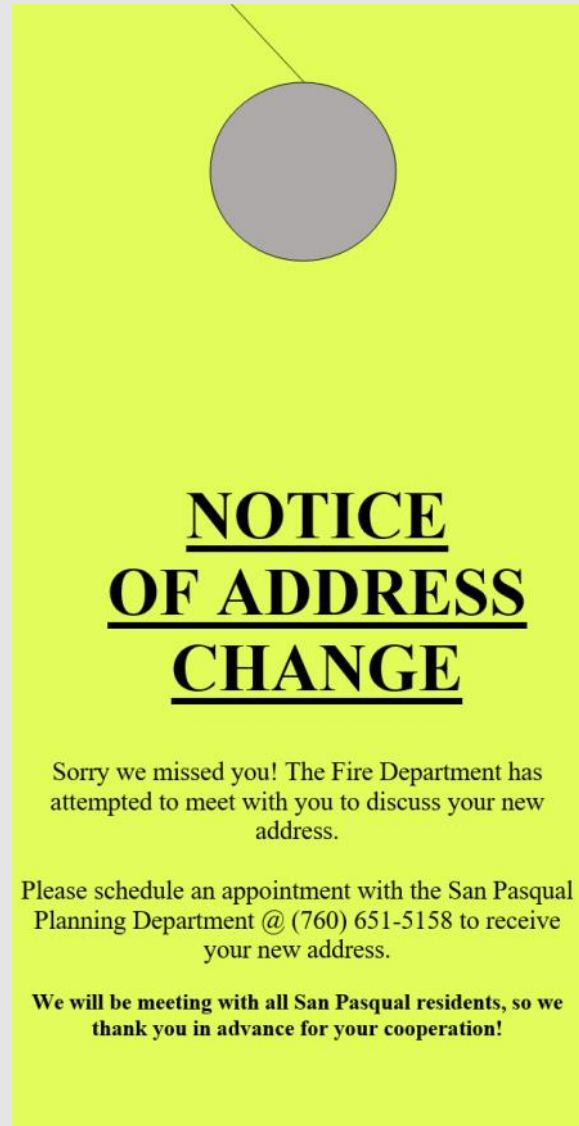 NOTICE
OF ADDRESS
CHANGE
Sorry we missed you! The Fire Department has
attempted to meet with you to discuss your new
address.
Please schedule an appointment with the San Pasqual
Planning Department @ (760) 651-5158 to receive
your new address.
We will be meeting with all San Pasqual residents, so we
thank you in advance for your cooperation!